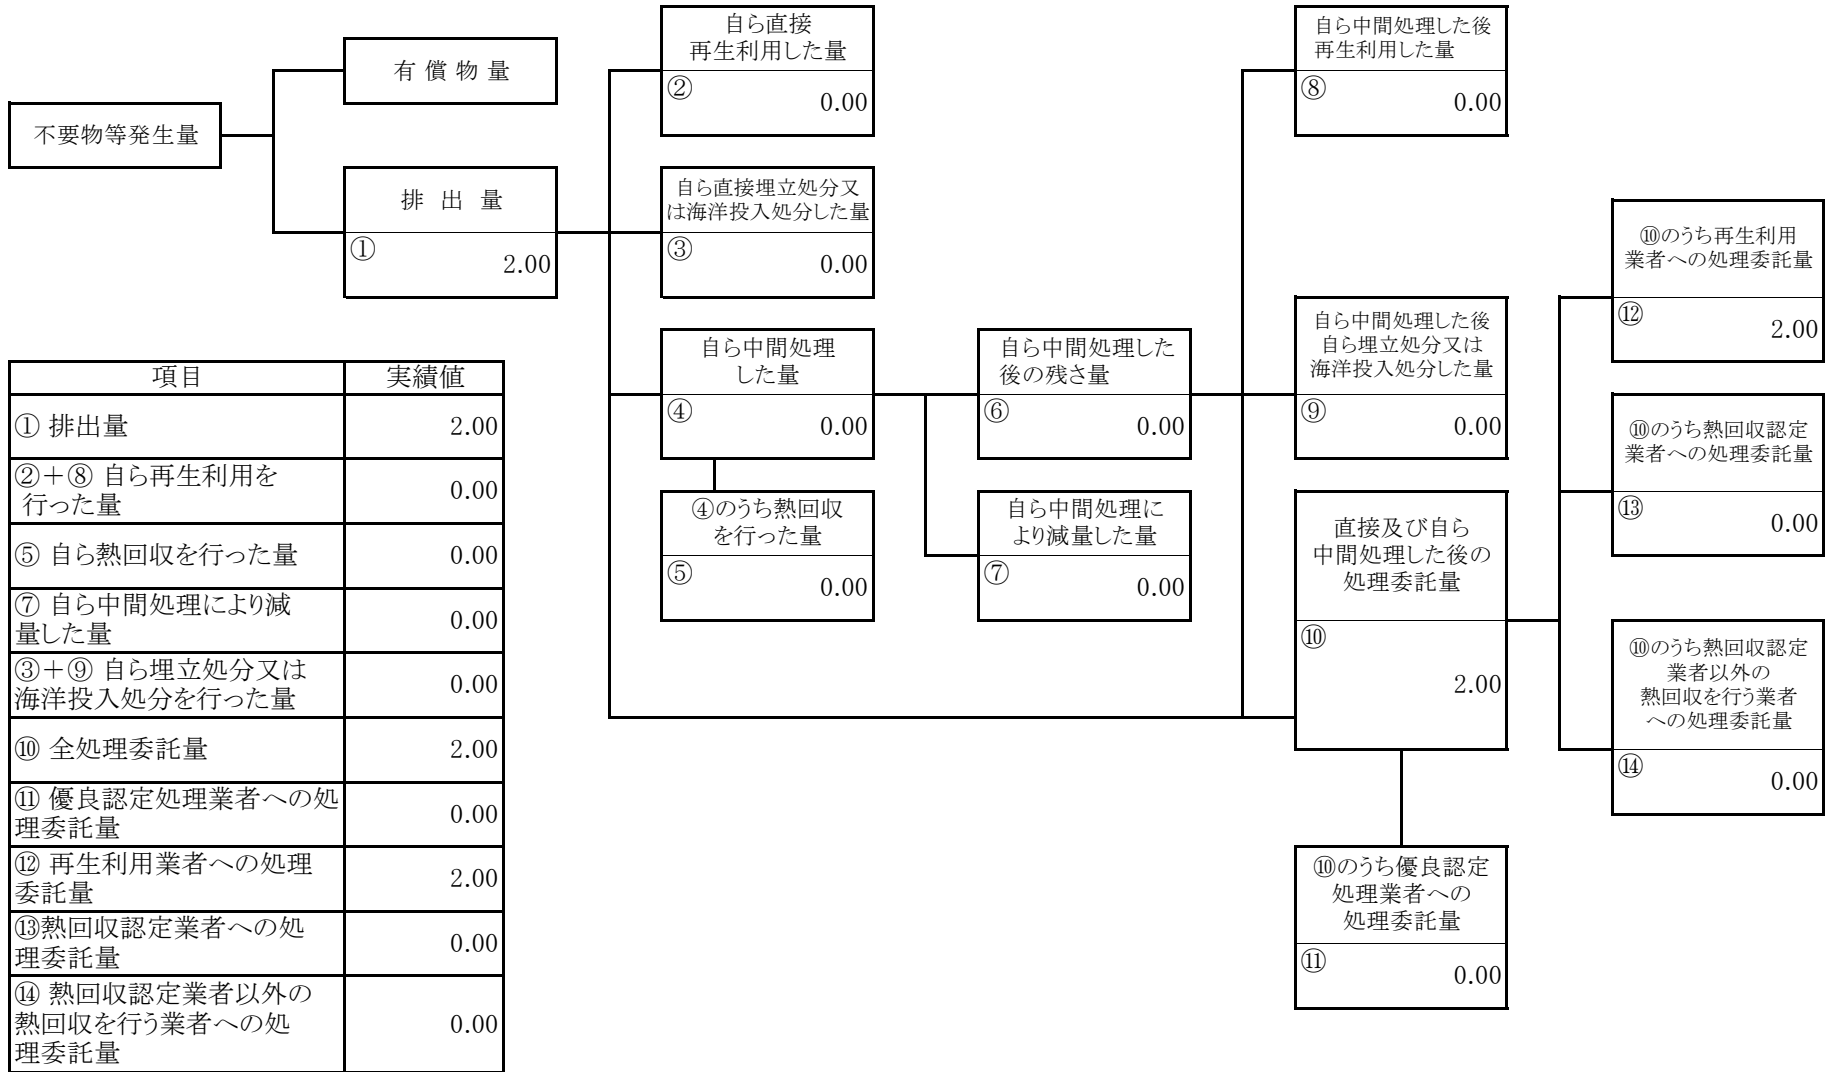 不要物等発生量
有 償 物 量
排 出 量
①
2.00
自ら直接
再生利用した量
②
0.00
自ら直接埋立処分又
は海洋投入処分した量
③
0.00
自ら中間処理
した量
④
0.00
④のうち熱回収
を行った量
⑤
0.00
自ら中間処理した
後の残さ量
⑥
0.00
自ら中間処理に
より減量した量
⑦
0.00
自ら中間処理した後
再生利用した量
⑧
0.00
自ら中間処理した後
自ら埋立処分又は
海洋投入処分した量
⑨
0.00
直接及び自ら
中間処理した後の
処理委託量
⑩
2.00
⑩のうち優良認定
処理業者への
処理委託量
⑪
0.00
⑩のうち再生利用
業者への処理委託量
⑫
2.00
⑩のうち熱回収認定
業者への処理委託量
⑬
0.00
⑩のうち熱回収認定
業者以外の
熱回収を行う業者
への処理委託量
⑭
0.00
項目 実績値
① 排出量 2.00
②＋⑧ 自ら再生利用を
行った量 0.00
⑤ 自ら熱回収を行った量 0.00
⑦ 自ら中間処理により減
量した量 0.00
③＋⑨ 自ら埋立処分又は
海洋投入処分を行った量 0.00
⑩ 全処理委託量 2.00
⑪ 優良認定処理業者への処
理委託量 0.00
⑫ 再生利用業者への処理
委託量 2.00
⑬熱回収認定業者への処
理委託量 0.00
⑭ 熱回収認定業者以外の
熱回収を行う業者への処
理委託量 0.00